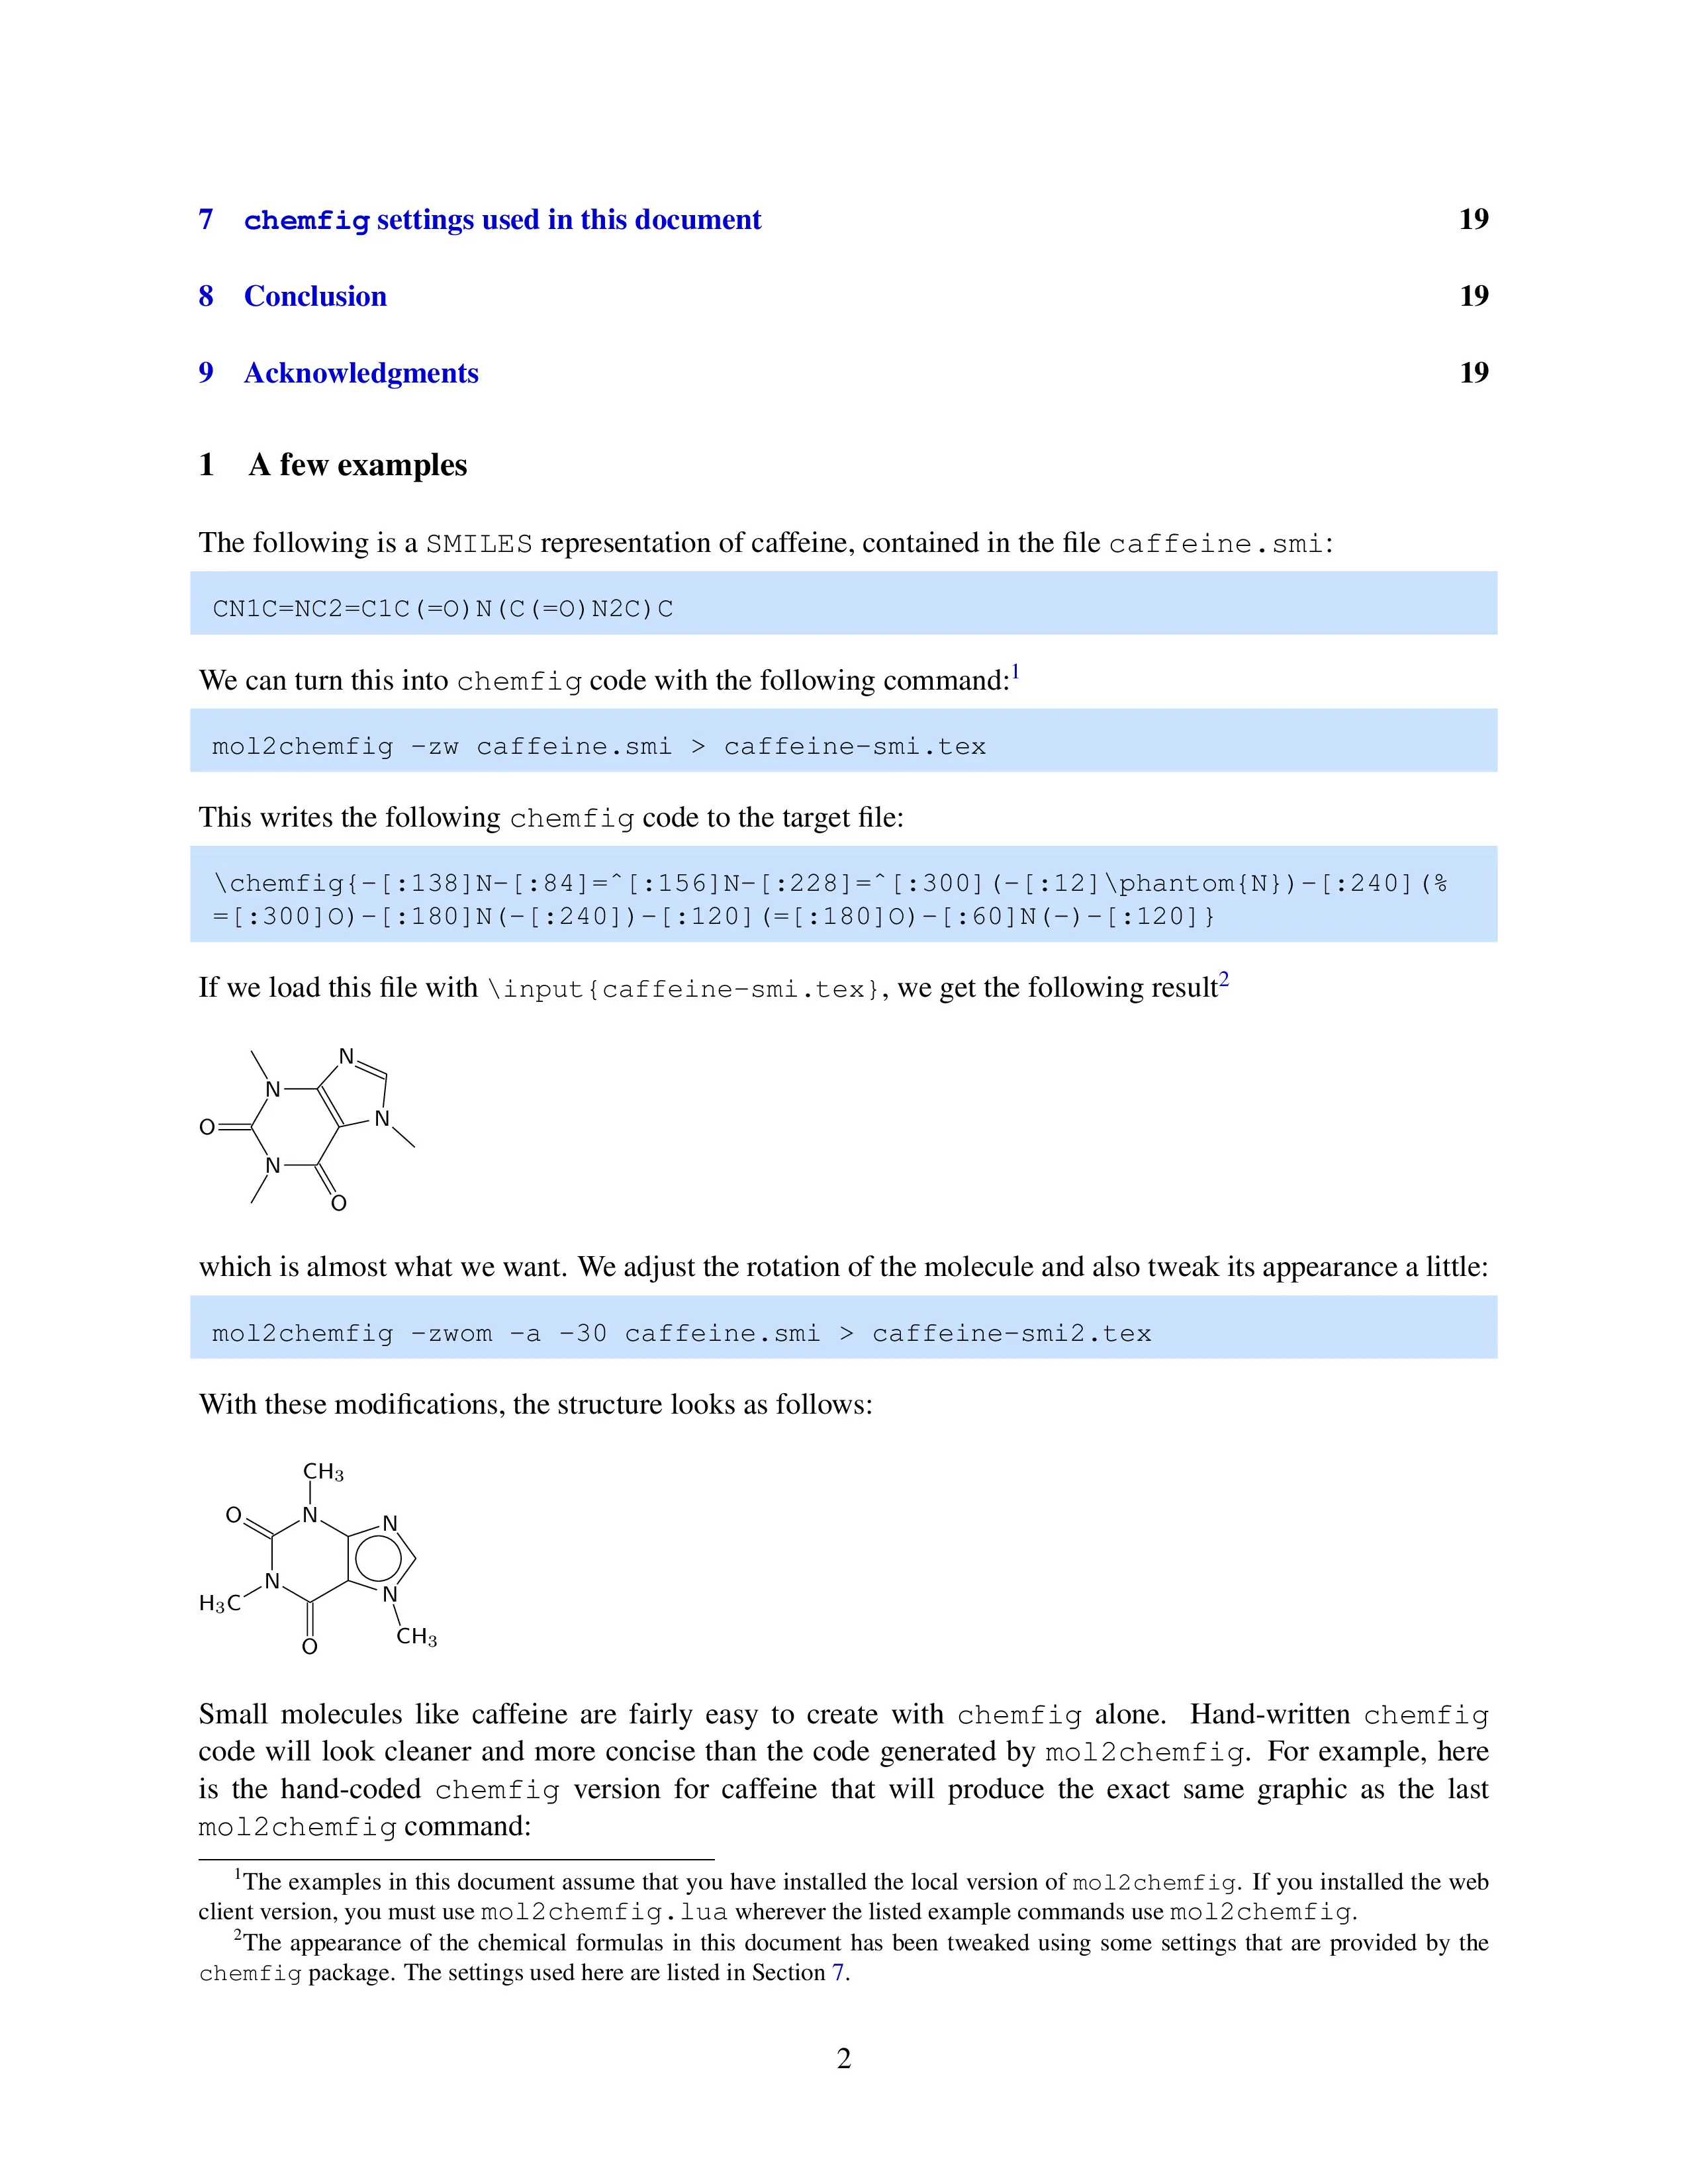 7 chemfig settings used in this document 19
8 Conclusion 19
9 Acknowledgments 19
1 A few examples
The following is a SMILES representation of caffeine, contained in the file caffeine.smi:
CN1C=NC2=C1C(=O)N(C(=O)N2C)C
We can turn this into chemfig code with the following command:1
mol2chemfig -zw caffeine.smi > caffeine-smi.tex
This writes the following chemfig code to the target file:
\chemfig{-[:138]N-[:84]=^[:156]N-[:228]=^[:300](-[:12]\phantom{N})-[:240](%
=[:300]O)-[:180]N(-[:240])-[:120](=[:180]O)-[:60]N(-)-[:120]}
If we load this file with \input{caffeine-smi.tex}, we get the following result2
N
N
N
O
N
O
which is almost what we want. We adjust the rotation of the molecule and also tweak its appearance a little:
mol2chemfig -zwom -a -30 caffeine.smi > caffeine-smi2.tex
With these modifications, the structure looks as follows:
CH3
O N N
N N
H3C
O CH3
Small molecules like caffeine are fairly easy to create with chemfig alone. Hand-written chemfig
code will look cleaner and more concise than the code generated by mol2chemfig. For example, here
is the hand-coded chemfig version for caffeine that will produce the exact same graphic as the last
mol2chemfig command:
1The examples in this document assume that you have installed the local version of mol2chemfig. If you installed the web
client version, you must use mol2chemfig.lua wherever the listed example commands use mol2chemfig.
2The appearance of the chemical formulas in this document has been tweaked using some settings that are provided by the
chemfig package. The settings used here are listed in Section 7.
2